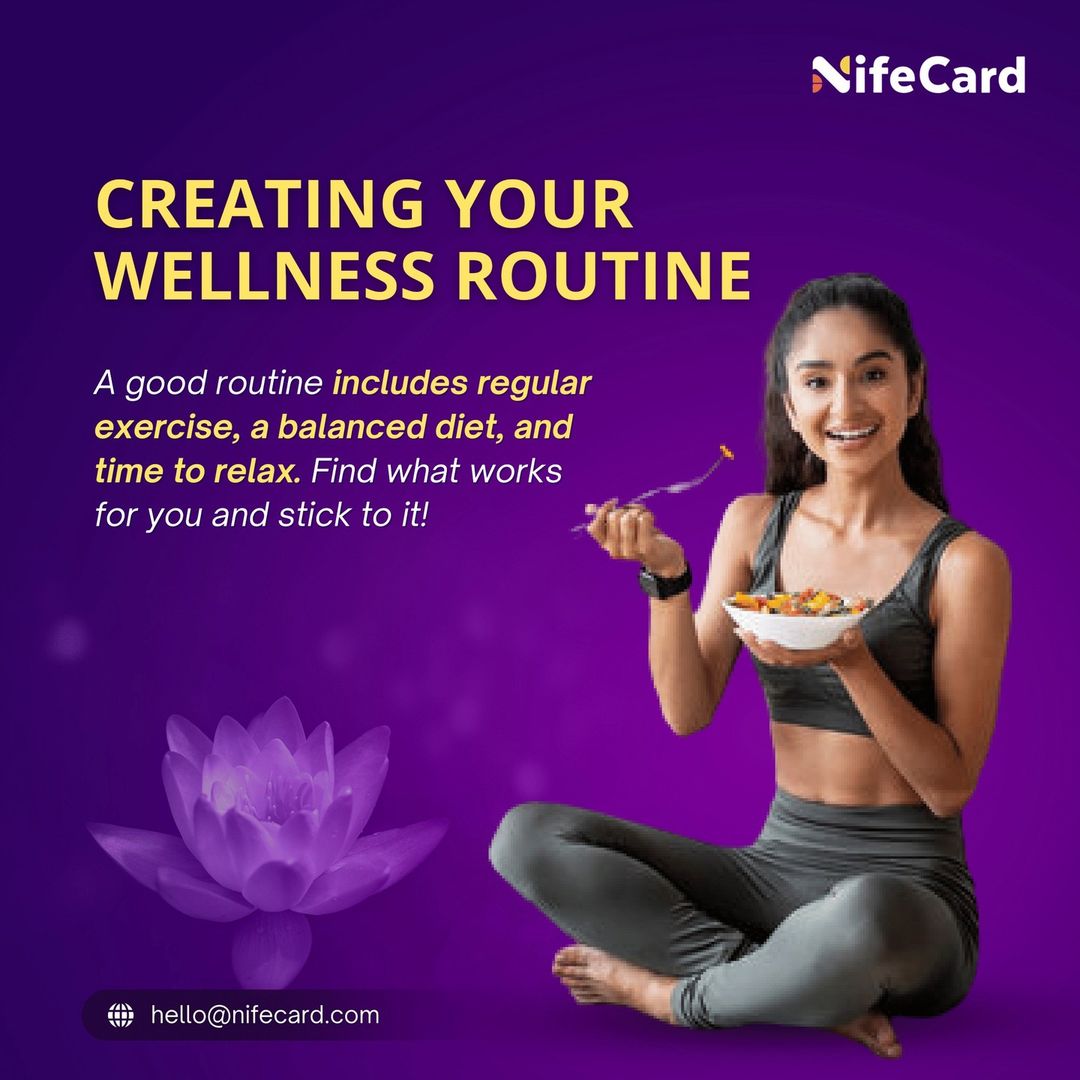 NifeCard
CREATING YOUR
WELLNESS ROUTINE
A good routine includes regular
exercise, a balanced diet, and
time to relax. Find what works
for you and stick to it!
hello@nifecard.com